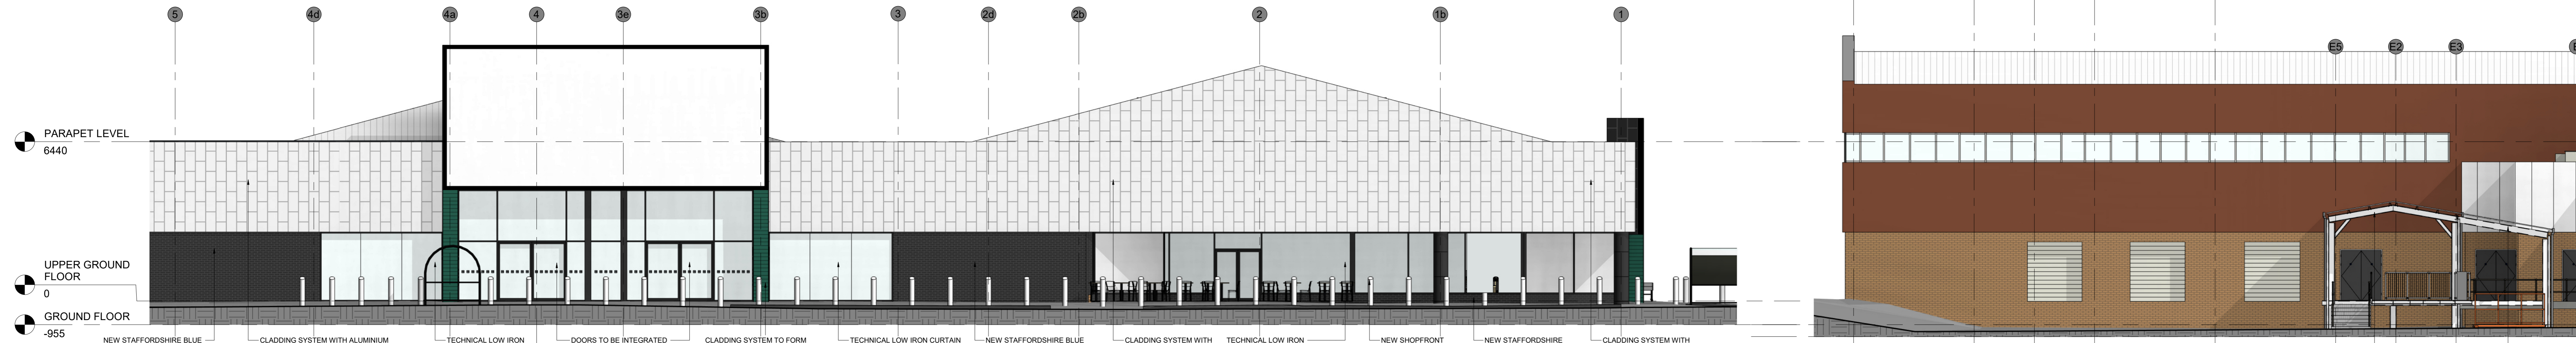 5 4d 4a 4 3e 3b 3 2d 2b 2 1b 1
E5 E2 E3
PARAPET LEVEL
6440
UPPER GROUND
FLOOR
0
GROUND FLOOR
-955
NEW STAFFORDSHIRE BLUE
CLADDING SYSTEM WITH ALUMINIUM
TECHNICAL LOW IRON
DOORS TO BE INTEGRATED
CLADDING SYSTEM TO FORM
TECHNICAL LOW IRON CURTAIN
NEW STAFFORDSHIRE BLUE
CLADDING SYSTEM WITH
TECHNICAL LOW IRON
NEW SHOPFRONT
NEW STAFFORDSHIRE
CLADDING SYSTEM WITH